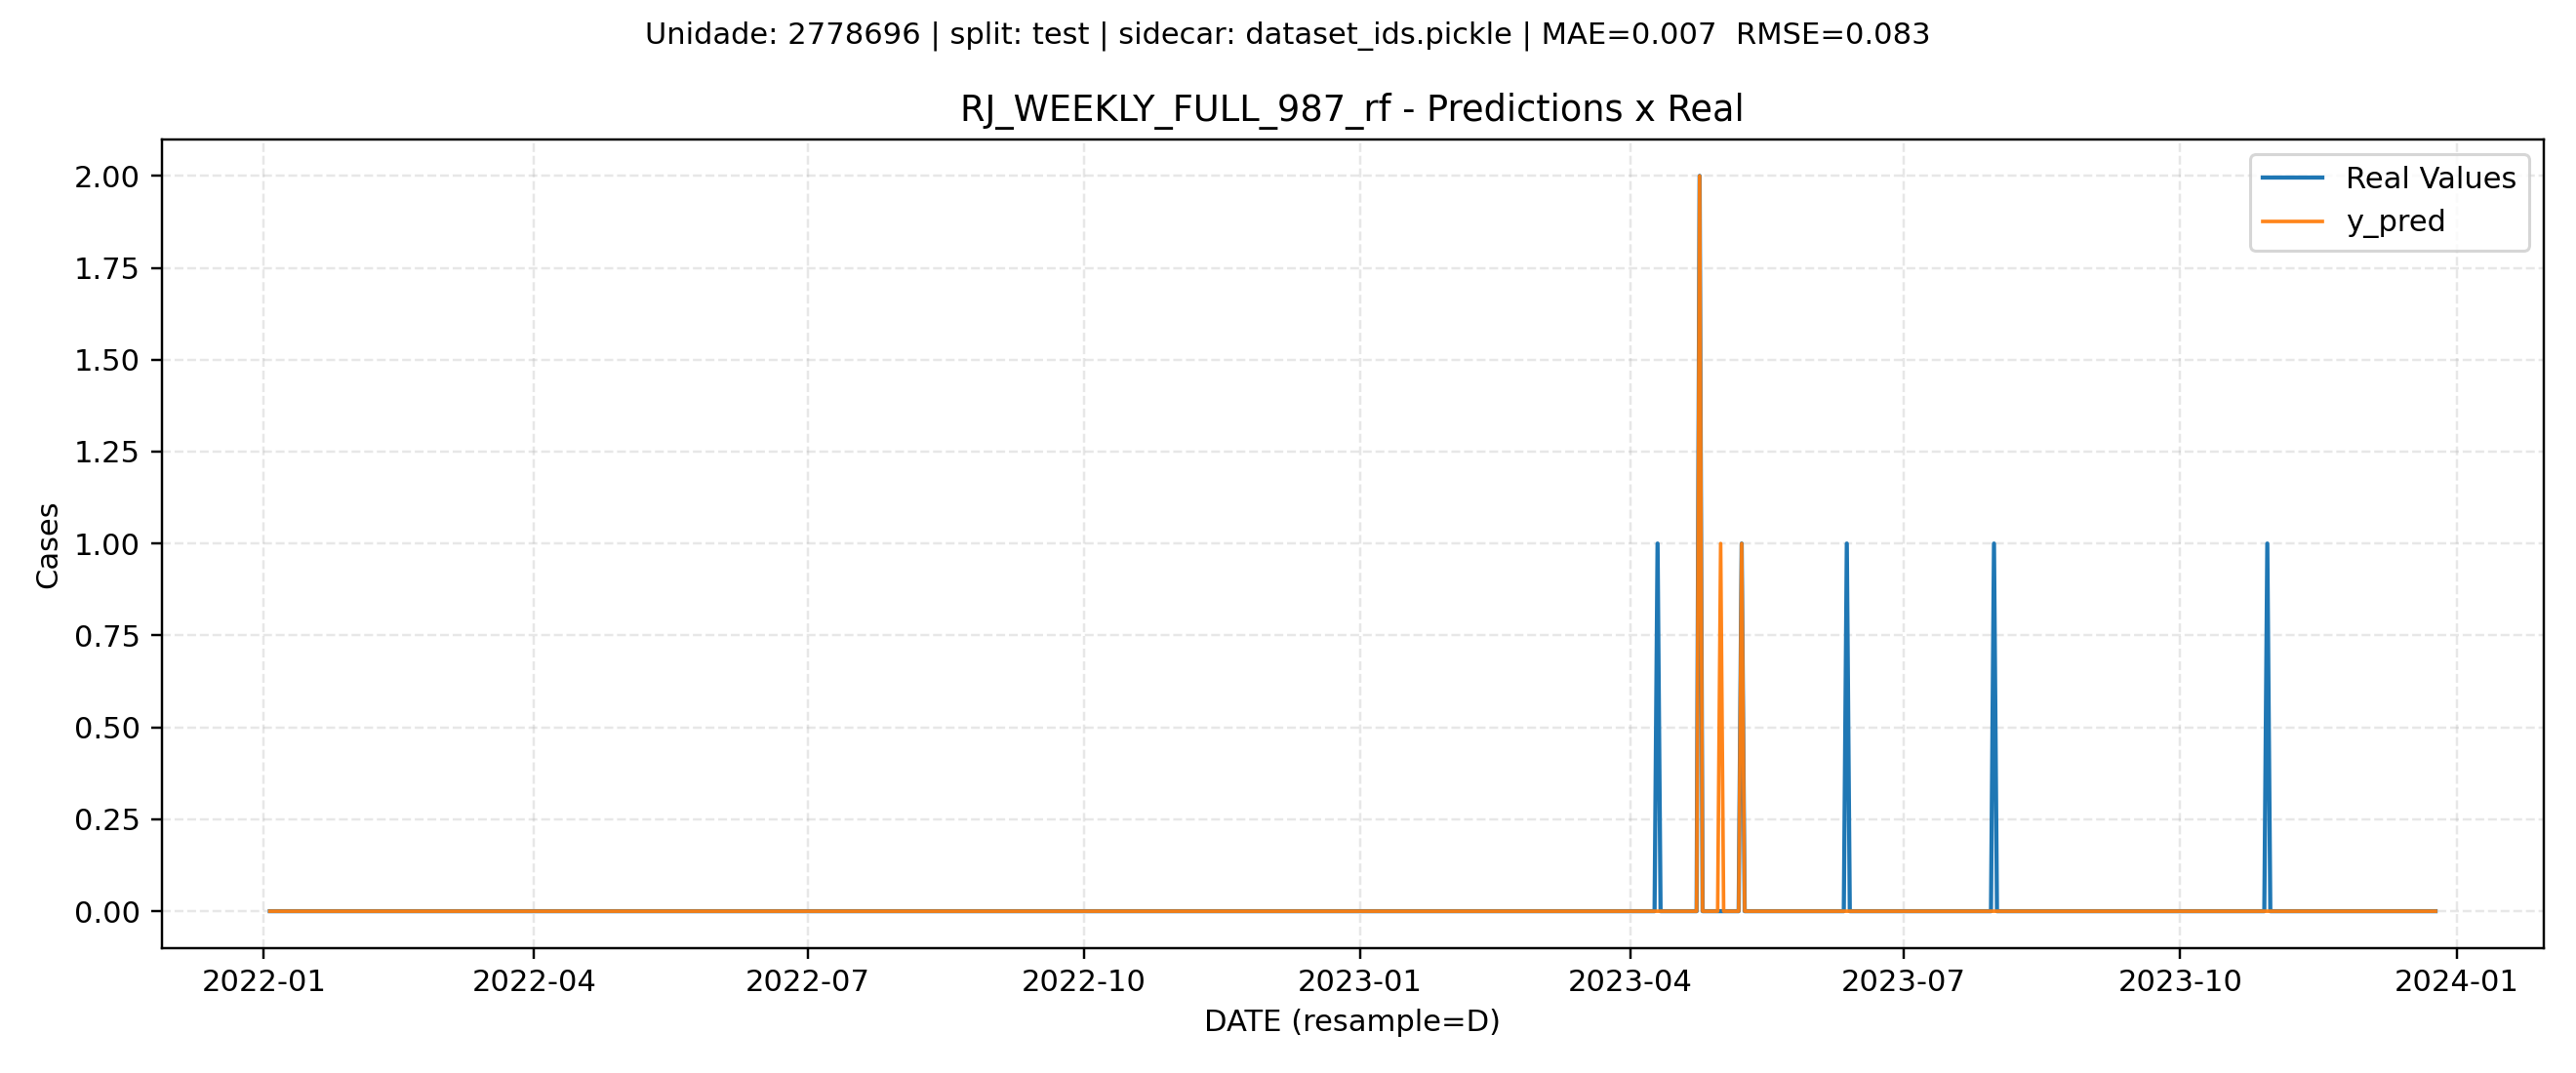 Unidade: 2778696 | split: test | sidecar: dataset_ids.pickle | MAE=0.007  RMSE=0.083
RJ_WEEKLY_FULL_987_rf - Predictions x Real
Real Values
y_pred
Cases
2.00
1.75
1.50
1.25
1.00
0.75
0.50
0.25
0.00
2022-01 2022-04 2022-07 2022-10 2023-01 2023-04 2023-07 2023-10 2024-01
DATE (resample=D)